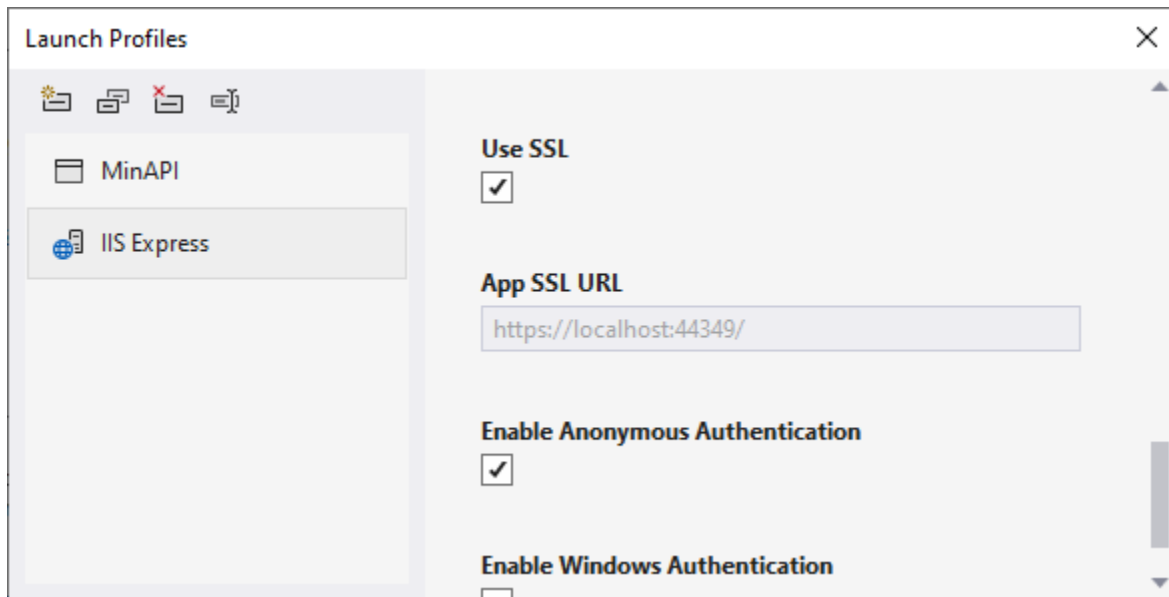 Launch Profiles
MinAPI
IIS Express
Use SSL
App SSL URL
https://localhost:44349/
Enable Anonymous Authentication
Enable Windows Authentication